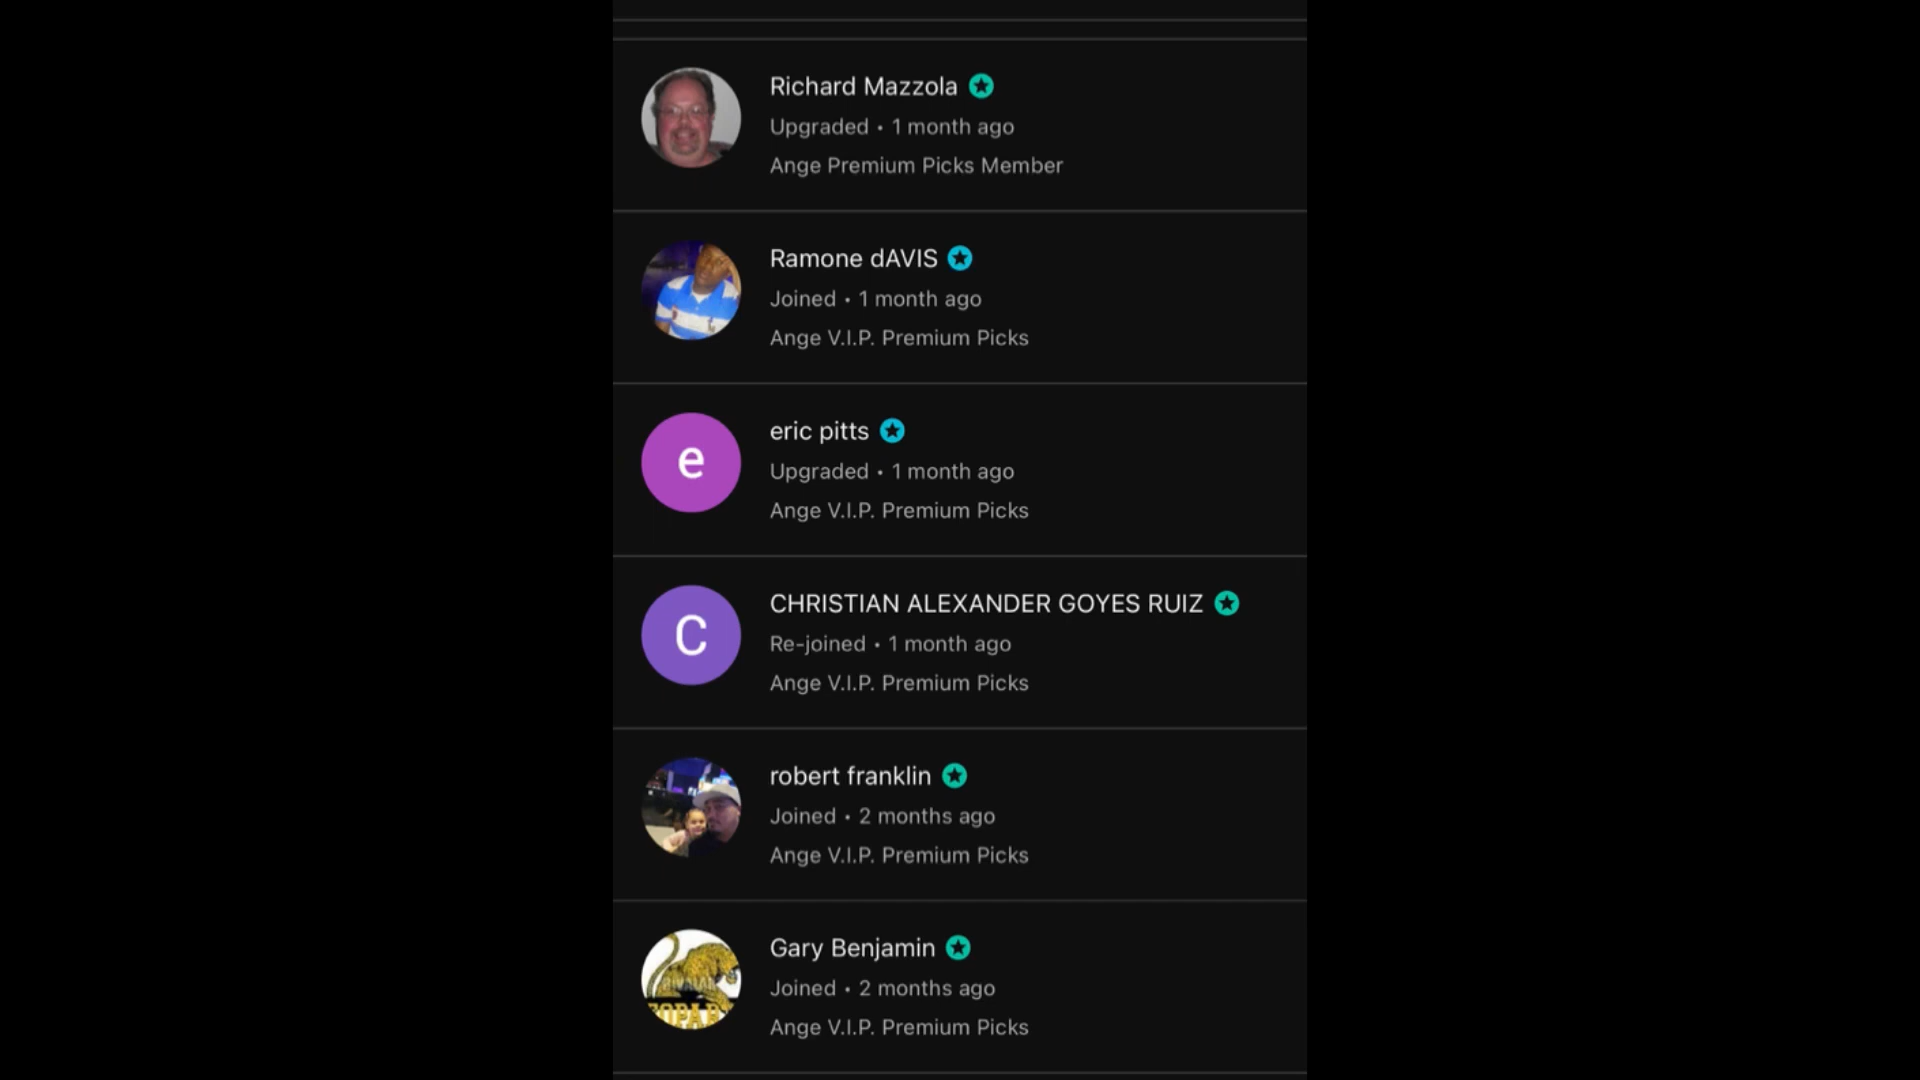 Richard Mazzola
Upgraded • 1 month ago
Ange Premium Picks Member
Ramone dAVIS
Joined • 1 month ago
Ange V.I.P. Premium Picks
e
eric pitts
Upgraded • 1 month ago
Ange V.I.P. Premium Picks
C
CHRISTIAN ALEXANDER GOYES RUIZ
Re-joined • 1 month ago
Ange V.I.P. Premium Picks
robert franklin
Joined • 2 months ago
Ange V.I.P. Premium Picks
Gary Benjamin
Joined • 2 months ago
Ange V.I.P. Premium Picks